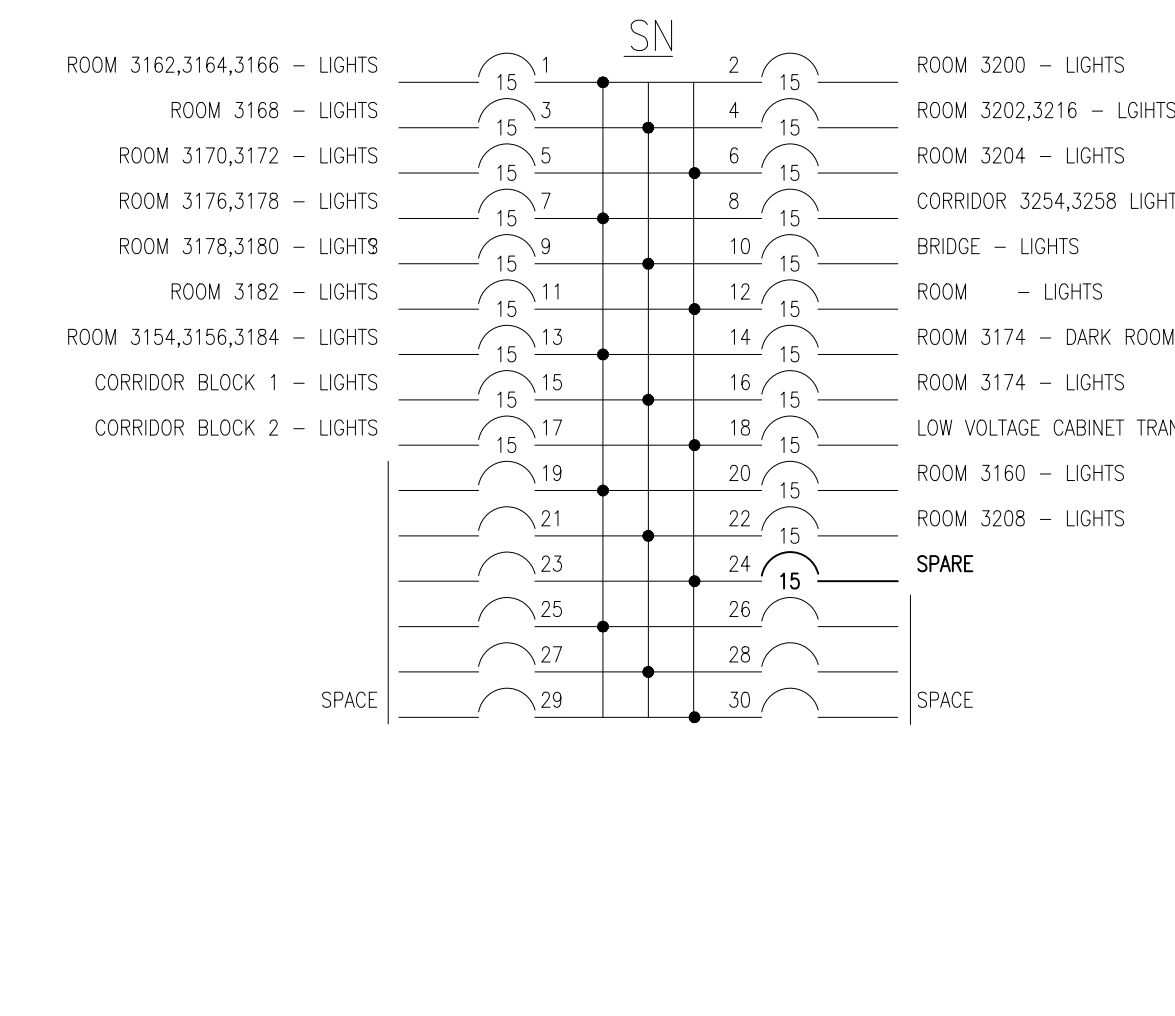 SN
ROOM 3162,3164,3166 – LIGHTS 15 1 2 15 ROOM 3200 – LIGHTS
ROOM 3168 – LIGHTS 15 3 4 15 ROOM 3202,3216 – LGIHTS
ROOM 3170,3172 – LIGHTS 15 5 6 15 ROOM 3204 – LIGHTS
ROOM 3176,3178 – LIGHTS 15 7 8 15 CORRIDOR 3254,3258 LIGHT
ROOM 3178,3180 – LIGHTS 15 9 10 15 BRIDGE – LIGHTS
ROOM 3182 – LIGHTS 15 11 12 15 ROOM – LIGHTS
ROOM 3154,3156,3184 – LIGHTS 15 13 14 15 ROOM 3174 – DARK ROOM
CORRIDOR BLOCK 1 – LIGHTS 15 15 16 15 ROOM 3174 – LIGHTS
CORRIDOR BLOCK 2 – LIGHTS 15 17 18 15 LOW VOLTAGE CABINET TRAN
19 20 15 ROOM 3160 – LIGHTS
21 22 15 ROOM 3208 – LIGHTS
23 24 15 SPARE
25 26
27 28
SPACE 29 30 SPACE